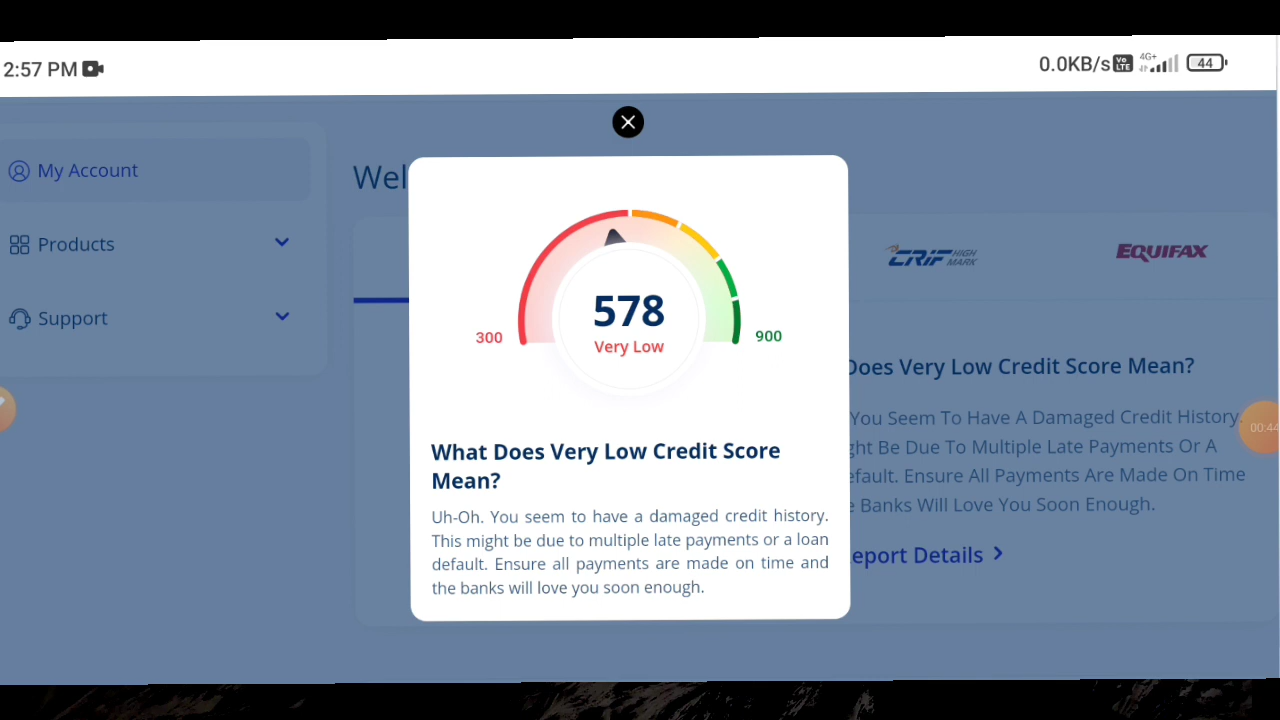 2:57 PM
0.0KB/s Vo LTE 4G+ 44
My Account
Products
Support
Wel
CRIF HIGH MARK
EQUIFAX
300
578
900
Very Low
What Does Very Low Credit Score
Mean?
Uh-Oh. You seem to have a damaged credit history.
This might be due to multiple late payments or a loan
default. Ensure all payments are made on time and
the banks will love you soon enough.
Does Very Low Credit Score Mean?
You Seem To Have A Damaged Credit History.
ght Be Due To Multiple Late Payments Or A
efault. Ensure All Payments Are Made On Time
e Banks Will Love You Soon Enough.
eport Details
00:44